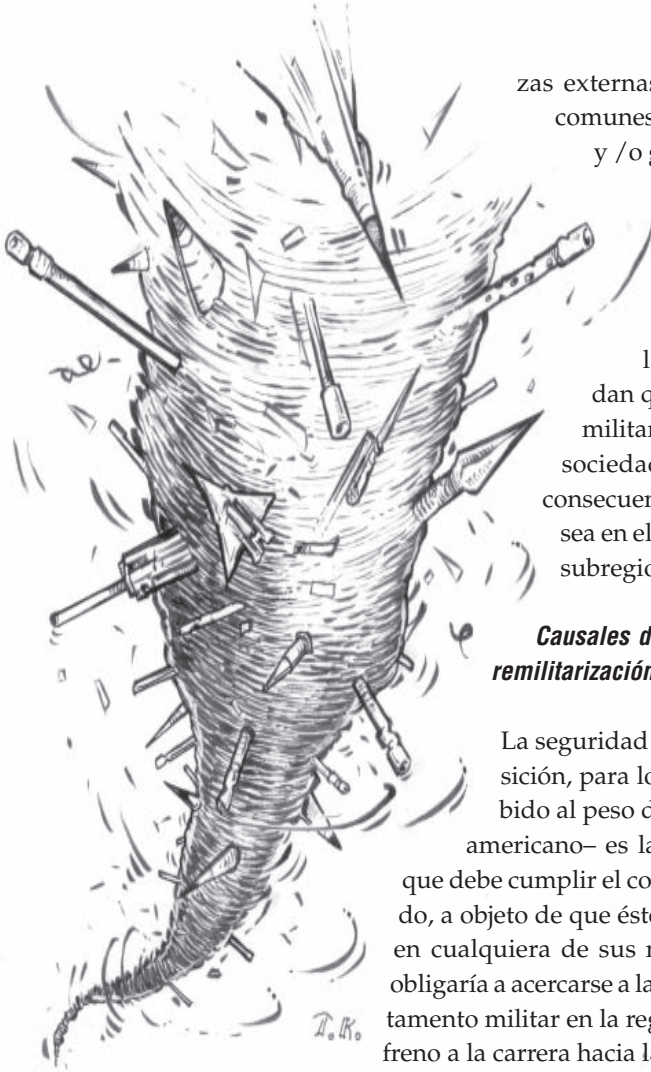 zas externas
comunes
y /o g
l
dan q
militar
sociedad
consecuen
sea en el
subregio
Causales d
remilitarización
La seguridad
sición, para lo
bido al peso d
americano– es la
que debe cumplir el co
do, a objeto de que ést
en cualquiera de sus
obligaría a acercarse a la
T.K. tamento militar en la reg
freno a la carrera hacia l